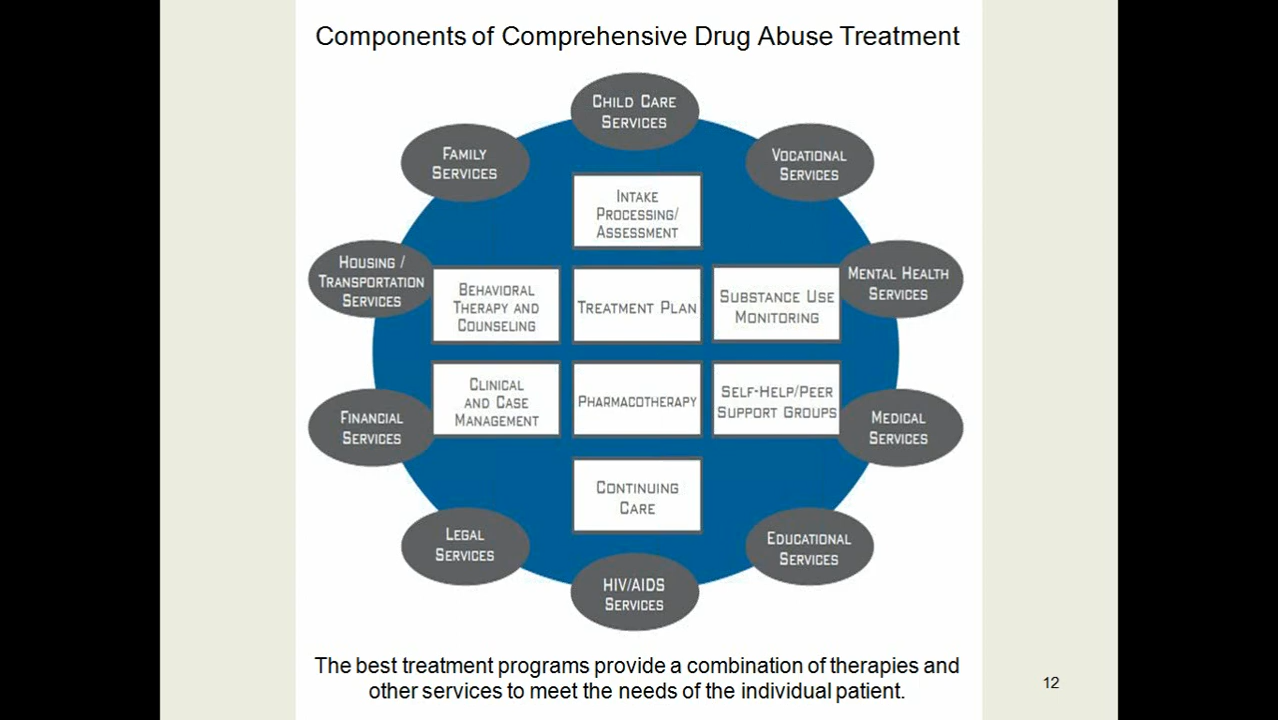 Components of Comprehensive Drug Abuse Treatment
CHILD CARE
SERVICES
FAMILY
SERVICES
VOCATIONAL
SERVICES
INTAKE
PROCESSING/
ASSESSMENT
HOUSING /
TRANSPORTATION
SERVICES
MENTAL HEALTH
SERVICES
BEHAVIORAL
THERAPY AND
COUNSELING
TREATMENT PLAN
SUBSTANCE USE
MONITORING
CLINICAL
AND CASE
MANAGEMENT
PHARMACOTHERAPY
SELF-HELP/PEER
SUPPORT GROUPS
FINANCIAL
SERVICES
MEDICAL
SERVICES
CONTINUING
CARE
LEGAL
SERVICES
EDUCATIONAL
SERVICES
HIV/AIDS
SERVICES
The best treatment programs provide a combination of therapies and
other services to meet the needs of the individual patient.
12